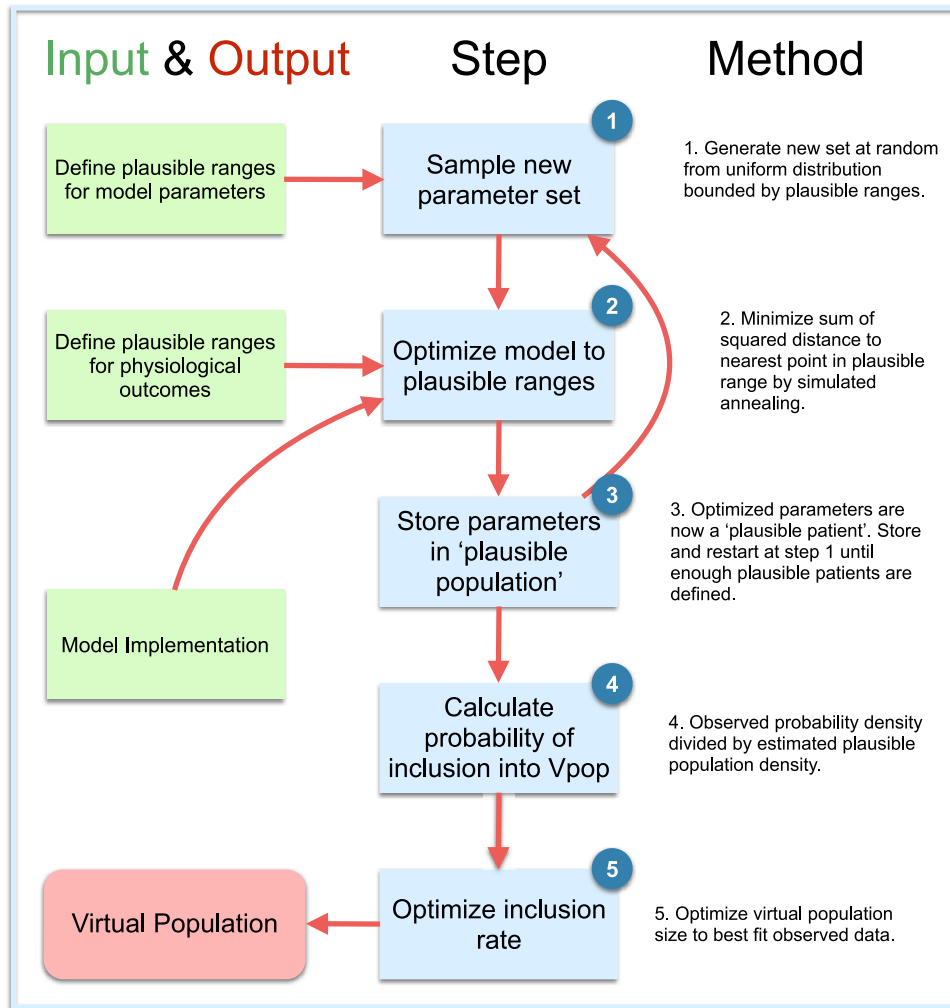 Input & Output
Step
Method
Define plausible ranges
for model parameters
1
Sample new
parameter set
1. Generate new set at random
from uniform distribution
bounded by plausible ranges.
Define plausible ranges
for physiological
outcomes
2
Optimize model to
plausible ranges
2. Minimize sum of
squared distance to
nearest point in plausible
range by simulated
annealing.
3
Store parameters
in ‘plausible
population’
3. Optimized parameters are
now a ‘plausible patient’. Store
and restart at step 1 until
enough plausible patients are
defined.
Model Implementation
4
Calculate
probability of
inclusion into Vpop
4. Observed probability density
divided by estimated plausible
population density.
Virtual Population
5
Optimize inclusion
rate
5. Optimize virtual population
size to best fit observed data.